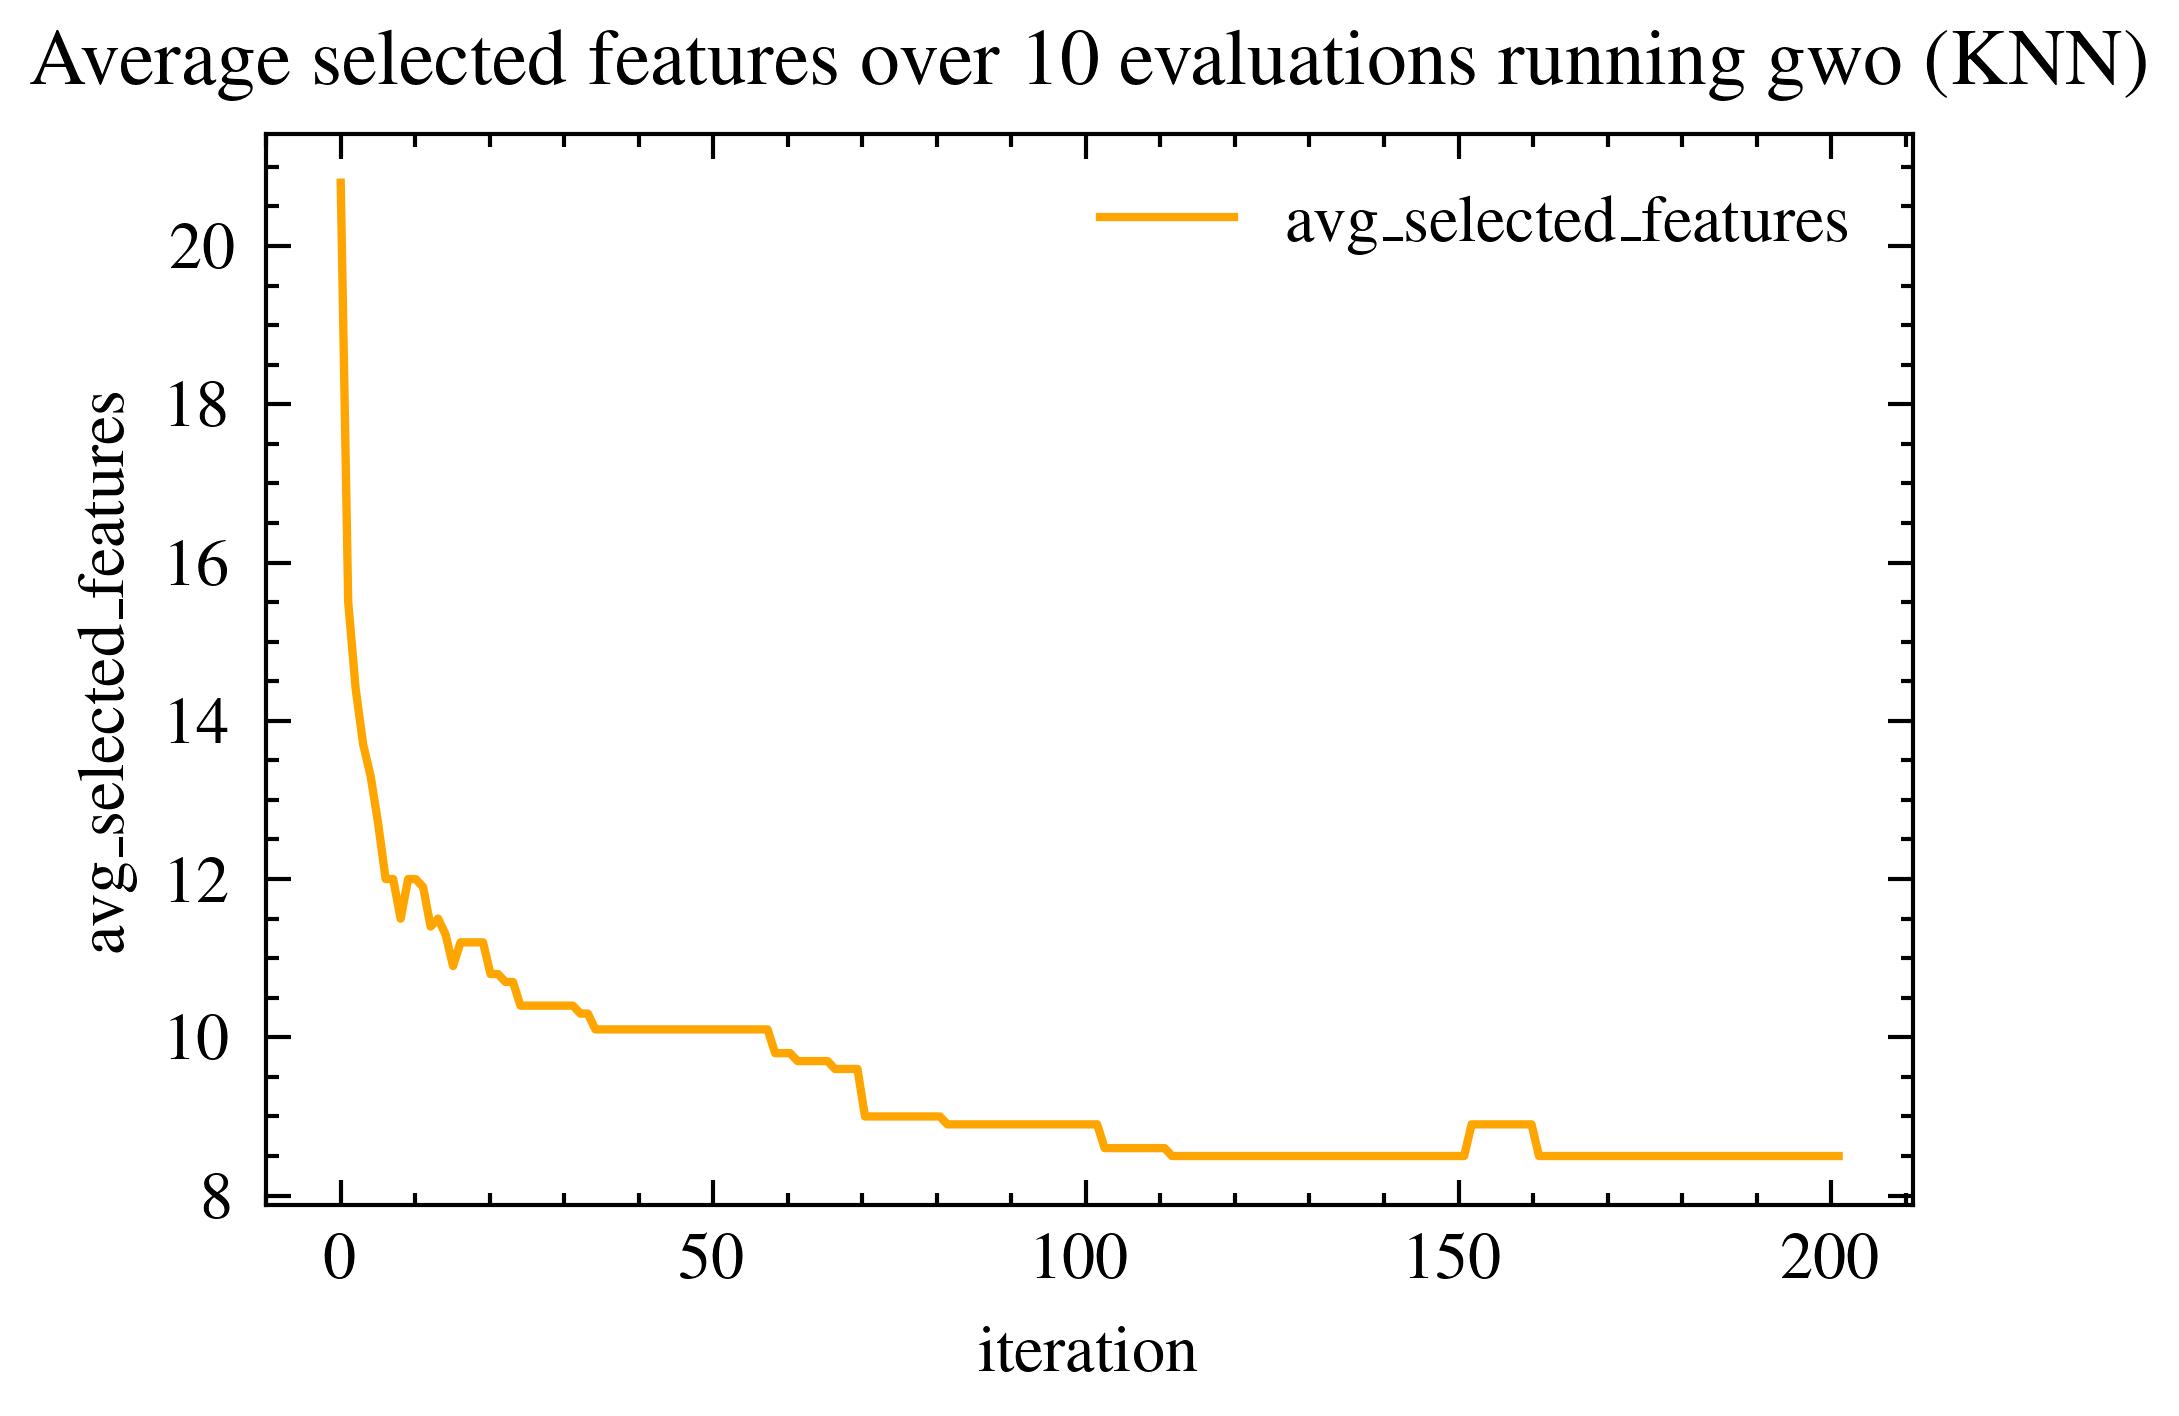 Average selected features over 10 evaluations running gwo (KNN)
avg_selected_features
avg_selected_features
20
18
16
14
12
10
8
0 50 100 150 200
iteration